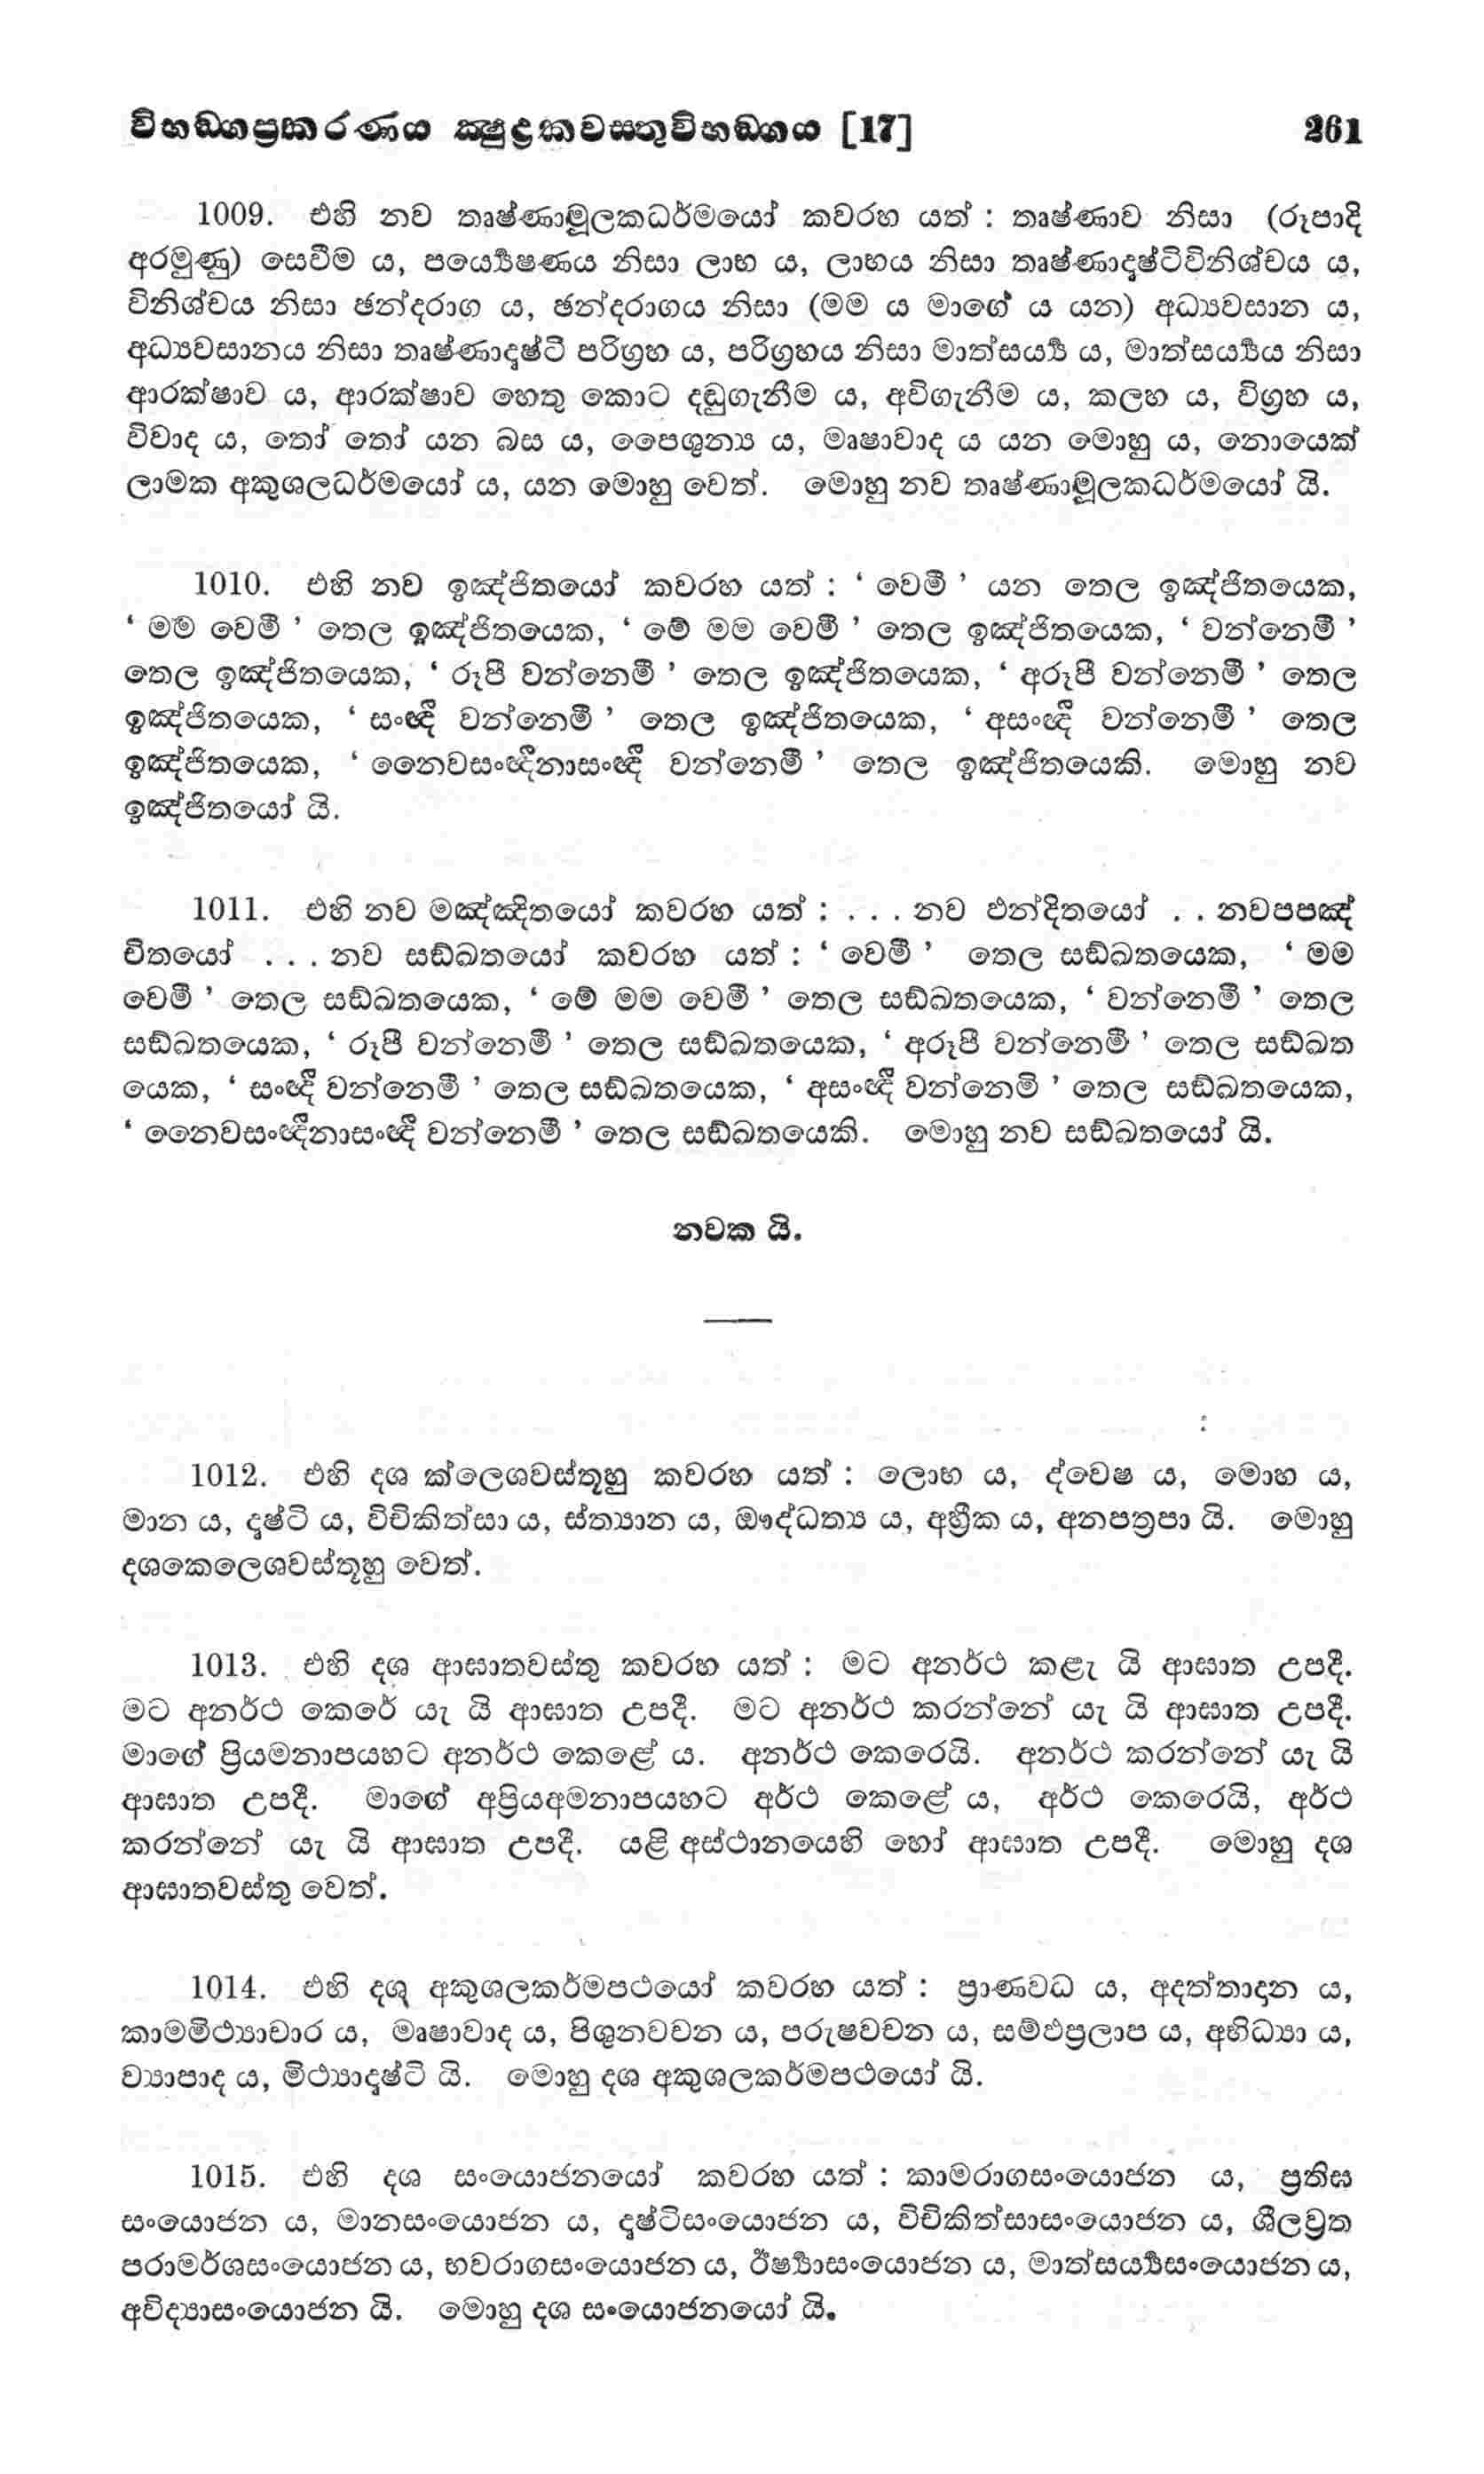 විභඞ්ගප්‍රකරණය ක්‍ෂුද්‍රකවස්තුවිභඞ්ගය [17] 261
1009. එහි නව තෘෂ්ණාමූලකධර්මයෝ කවරහ යත් : තෘෂ්ණාව නිසා (රූපාදි
අරමුණු) සෙවීම ය, පර්‍ය්‍යේෂණය නිසා ලාභ ය, ලාභය නිසා තෘෂ්ණාදෘෂ්ටිවිනිශ්චය ය,
විනිශ්චය නිසා ඡන්දරාග ය, ඡන්දරාගය නිසා (මම ය මාගේ ය යන) අධ්‍යවසාන ය,
අධ්‍යවසානය නිසා තෘෂ්ණාදෘෂ්ටි පරිග්‍රහ ය, පරිග්‍රහය නිසා මාත්සර්‍ය්‍ය ය, මාත්සර්‍ය්‍යය නිසා
ආරක්ෂාව ය, ආරක්ෂාව හෙතු කොට දඬුගැනීම ය, අවිගැනීම ය, කලහ ය, විග්‍රහ ය,
විවාද ය, තෝ තෝ යන බස ය, පෛශුන්‍ය ය, මෘෂාවාද ය යන මොහු ය, නොයෙක්
ලාමක අකුශලධර්මයෝ ය, යන මොහු වෙත්. මොහු නව තෘෂ්ණාමූලකධර්මයෝ යි.
1010. එහි නව ඉඤ්ජිතයෝ කවරහ යත් : ‘ වෙමී ’ යන තෙල ඉඤ්ජිතයෙක,
‘ මම වෙමී ’ තෙල ඉඤ්ජිතයෙක, ‘ මේ මම වෙමී ’ තෙල ඉඤ්ජිතයෙක, ‘ වන්නෙමී ’
තෙල ඉඤ්ජිතයෙක, ‘ රූපී වන්නෙමී ’ තෙල ඉඤ්ජිතයෙක, ‘ අරූපී වන්නෙමී ’ තෙල
ඉඤ්ජිතයෙක, ‘ සංඥී වන්නෙමී ’ තෙල ඉඤ්ජිතයෙක, ‘ අසංඥී වන්නෙමී ’ තෙල
ඉඤ්ජිතයෙක, ‘ නෛවසංඥීනාසංඥී වන්නෙමී ’ තෙල ඉඤ්ජිතයෙකි. මොහු නව
ඉඤ්ජිතයෝ යි.
1011. එහි නව මඤ්ඤිතයෝ කවරහ යත් : . . . නව ඵන්දිතයෝ . . නවපපඤ්
චිතයෝ . . . නව සඞ්ඛතයෝ කවරහ යත් : ‘ වෙමී ’ තෙල සඞ්ඛතයෙක, ‘ මම
වෙමී ’ තෙල සඞ්ඛතයෙක, ‘ මේ මම වෙමී ’ තෙල සඞ්ඛතයෙක, ‘ වන්නෙමී ’ තෙල
සඞ්ඛතයෙක, ‘ රූපී වන්නෙමී ’ තෙල සඞ්ඛතයෙක, ‘ අරූපී වන්නෙමී ’ තෙල සඞ්ඛත
යෙක, ‘ සංඥී වන්නෙමී ’ තෙල සඞ්ඛතයෙක, ‘ අසංඥී වන්නෙමි ’ තෙල සඞ්ඛතයෙක,
‘ නෛවසංඥීනාසංඥී වන්නෙමී ’ තෙල සඞ්ඛතයෙකි. මොහු නව සඞ්ඛතයෝ යි.
නවක යි.
1012. එහි දශ ක්ලෙශවස්තූහු කවරහ යත් : ලොභ ය, ද්වෙෂ ය, මොහ ය,
මාන ය, දෘෂ්ටි ය, විචිකිත්සා ය, ස්ත්‍යාන ය, ඖද්ධත්‍ය ය, අහ්‍රීක ය, අනපත්‍රපා යි. මොහු
දශකෙලෙශවස්තූහු වෙත්.
1013. එහි දශ ආඝාතවස්තු කවරහ යත් : මට අනර්ථ කළැ යි ආඝාත උපදී.
මට අනර්ථ කෙරේ යැ යි ආඝාත උපදී. මට අනර්ථ කරන්නේ යැ යි ආඝාත උපදී.
මාගේ ප්‍රියමනාපයහට අනර්ථ කෙළේ ය. අනර්ථ කෙරෙයි. අනර්ථ කරන්නේ යැ යි
ආඝාත උපදී. මාගේ අප්‍රියඅමනාපයහට අර්ථ කෙළේ ය, අර්ථ කෙරෙයි, අර්ථ
කරන්නේ යැ යි ආඝාත උපදී. යළි අස්ථානයෙහි හෝ ආඝාත උපදී. මොහු දශ
ආඝාතවස්තු වෙත්.
1014. එහි දශ අකුශලකර්මපථයෝ කවරහ යත් : ප්‍රාණවධ ය, අදත්තාදාන ය,
කාමමිථ්‍යාචාර ය, මෘෂාවාද ය, පිශුනවචන ය, පරුෂවචන ය, සම්ඵප්‍රලාප ය, අභිධ්‍යා ය,
ව්‍යාපාද ය, මිථ්‍යාදෘෂ්ටි යි. මොහු දශ අකුශලකර්මපථයෝ යි.
1015. එහි දශ සංයොජනයෝ කවරහ යත් : කාමරාගසංයොජන ය, ප්‍රතිඝ
සංයොජන ය, මානසංයොජන ය, දෘෂ්ටිසංයොජන ය, විචිකිත්සාසංයොජන ය, ශීලව්‍රත
පරාමර්ශසංයොජන ය, භවරාගසංයොජන ය, ඊර්ෂ්‍යාසංයොජන ය, මාත්සර්‍ය්‍යසංයොජන ය,
අවිද්‍යාසංයොජන යි. මොහු දශ සංයොජනයෝ යි.